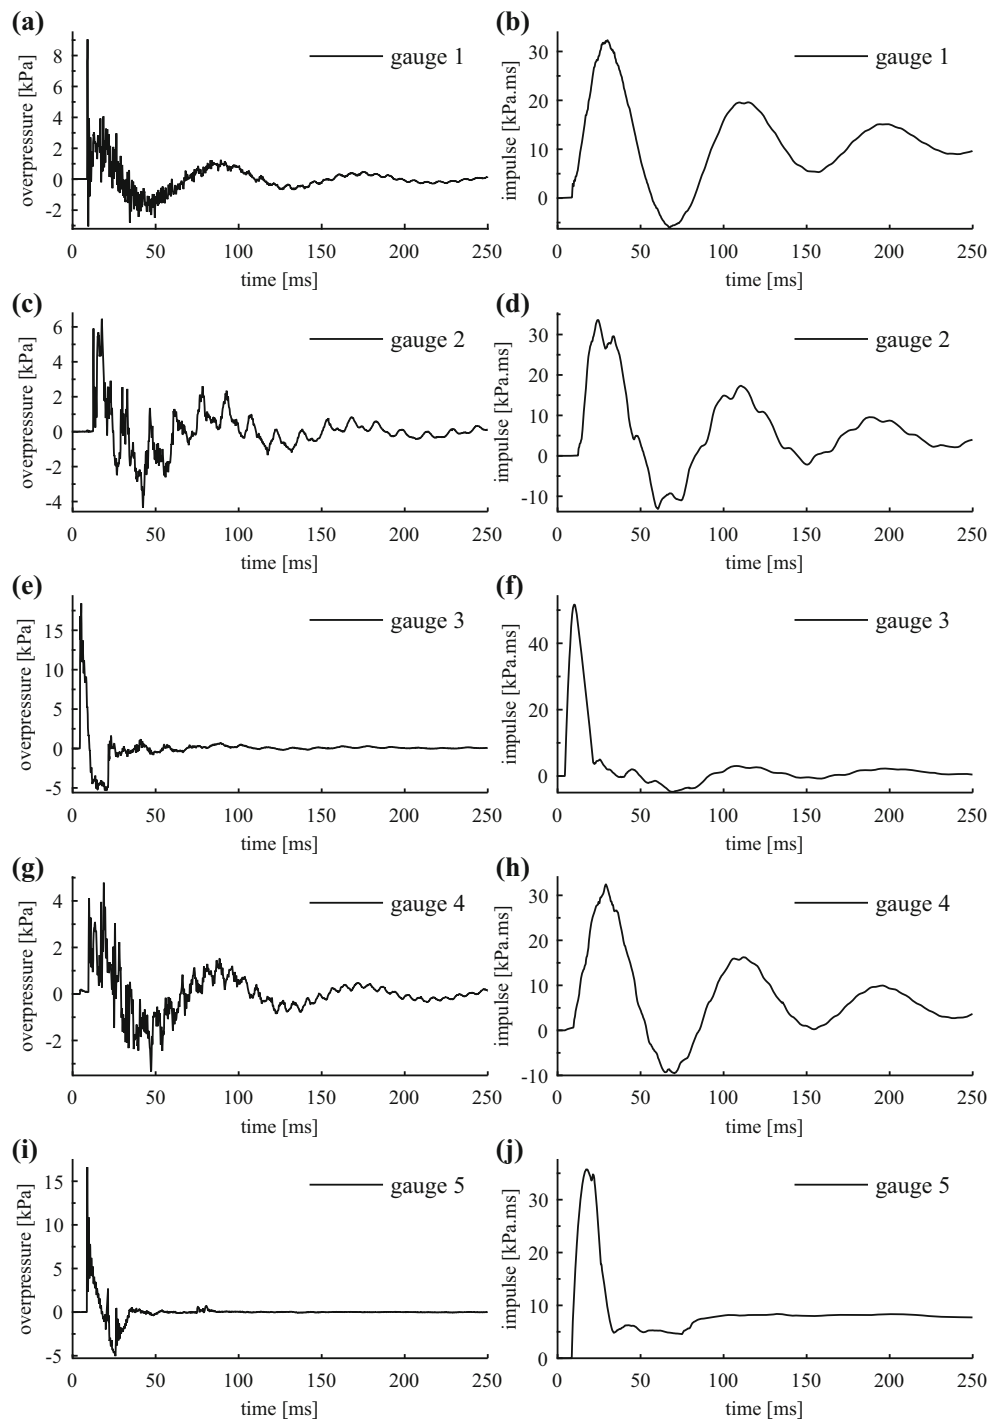 (a) (b)
overpressure [kPa]
8
6
4
2
0
-2
gauge 1
0 50 100 150 200 250
time [ms]
impulse [kPa.ms]
30
20
10
0
gauge 1
0 50 100 150 200 250
time [ms]
(c) (d)
overpressure [kPa]
6
4
2
0
-2
-4
gauge 2
0 50 100 150 200 250
time [ms]
impulse [kPa.ms]
30
20
10
0
-10
gauge 2
0 50 100 150 200 250
time [ms]
(e) (f)
overpressure [kPa]
15
10
5
0
-5
gauge 3
0 50 100 150 200 250
time [ms]
impulse [kPa.ms]
40
20
0
gauge 3
0 50 100 150 200 250
time [ms]
(g) (h)
overpressure [kPa]
4
2
0
-2
gauge 4
0 50 100 150 200 250
time [ms]
impulse [kPa.ms]
30
20
10
0
-10
gauge 4
0 50 100 150 200 250
time [ms]
(i) (j)
overpressure [kPa]
15
10
5
0
-5
gauge 5
0 50 100 150 200 250
time [ms]
impulse [kPa.ms]
30
20
10
0
gauge 5
0 50 100 150 200 250
time [ms]